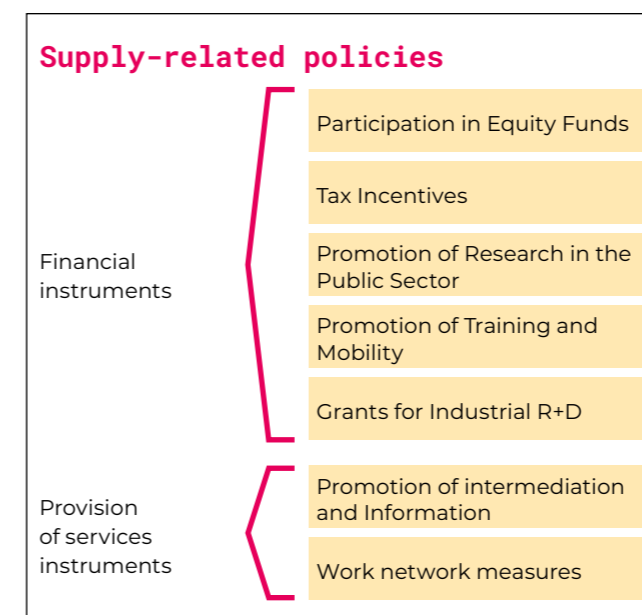 Supply-related policies
Financial
instruments
Participation in Equity Funds
Tax Incentives
Promotion of Research in the
Public Sector
Promotion of Training and
Mobility
Grants for Industrial R+D
Provision
of services
instruments
Promotion of intermediation
and Information
Work network measures